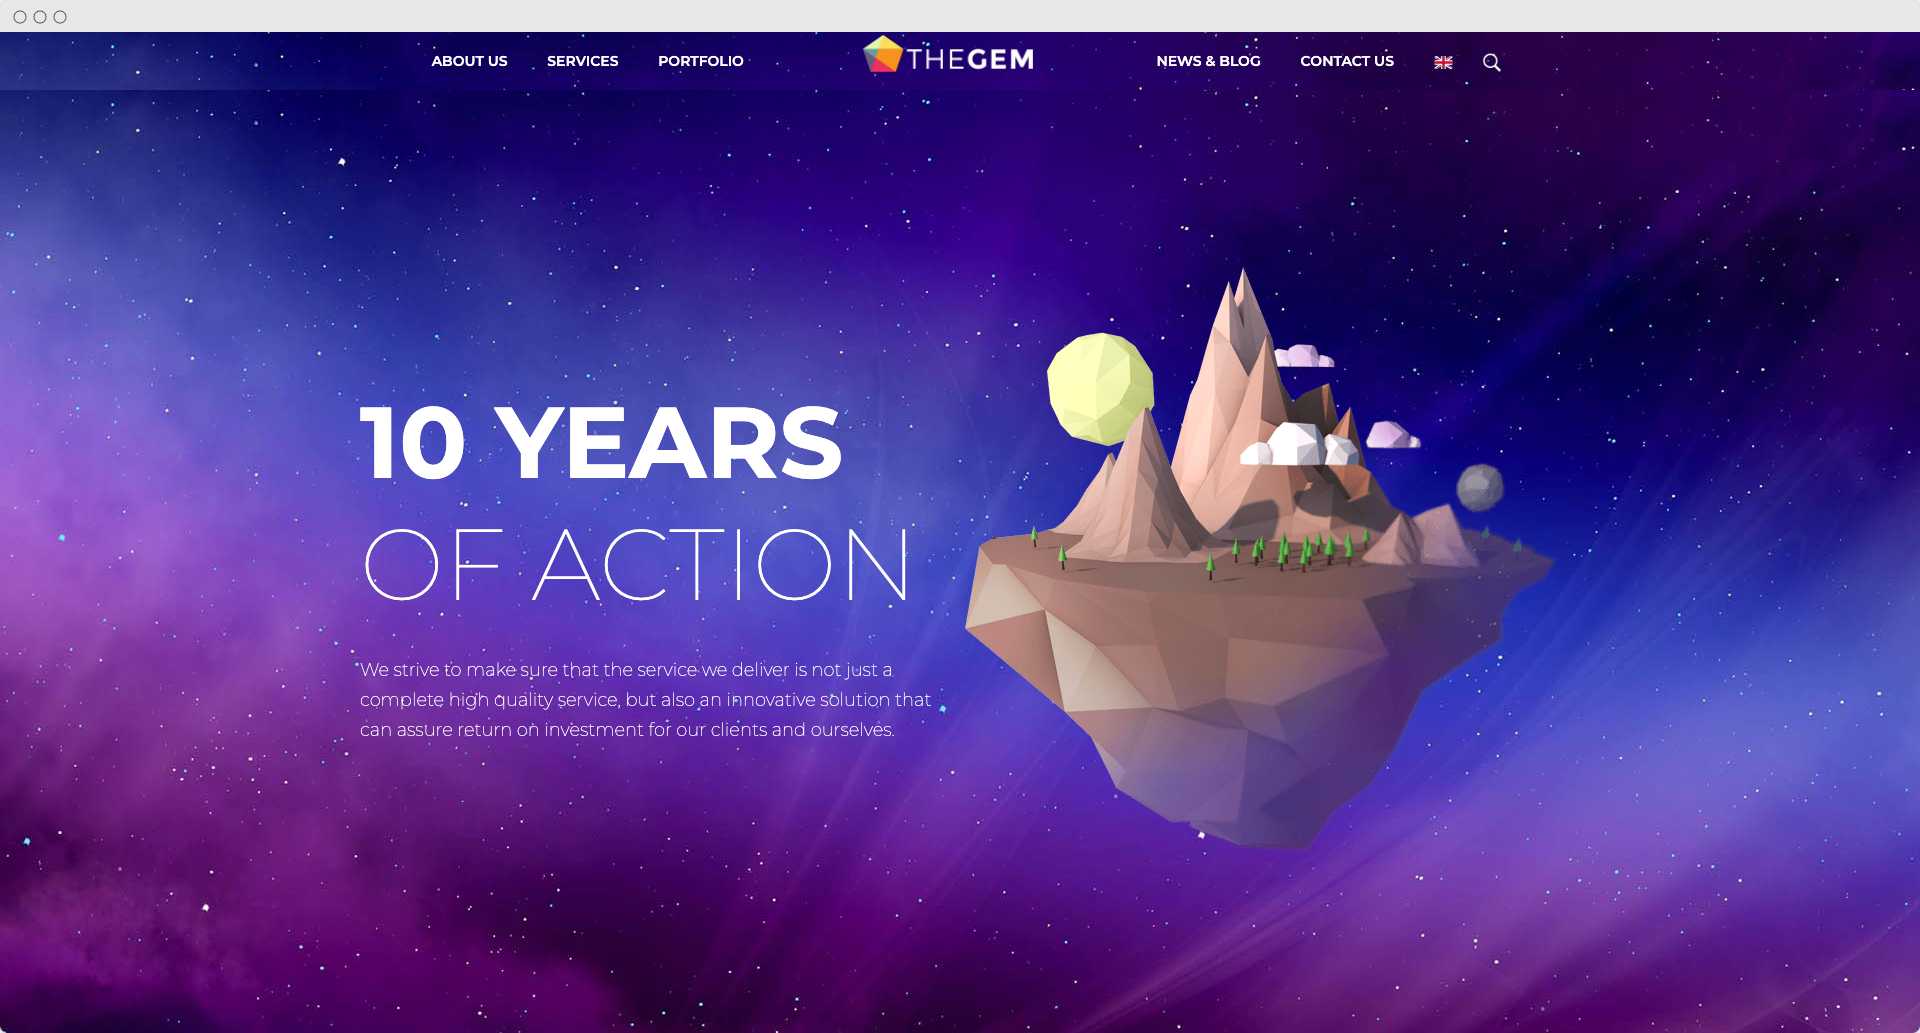 ABOUT US
SERVICES
PORTFOLIO
THEGEM
NEWS & BLOG
CONTACT US
10 YEARS
OF ACTION
We strive to make sure that the service we deliver is not just a
complete high quality service, but also an innovative solution that
can assure return on investment for our clients and ourselves.